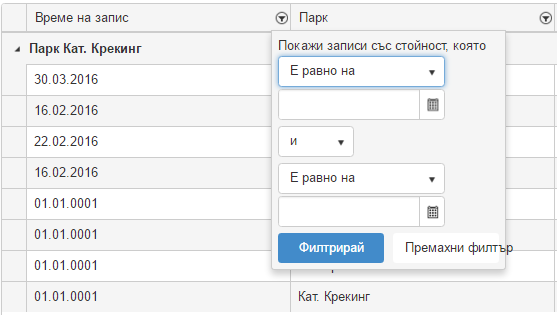 Време на запис
Парк
Парк Кат. Крекинг
Покажи записи със стойност, която
Е равно на
и
Е равно на
Филтрирай
Премахни филтър
30.03.2016
16.02.2016
22.02.2016
16.02.2016
01.01.0001
01.01.0001
01.01.0001
01.01.0001
Кат. Крекинг